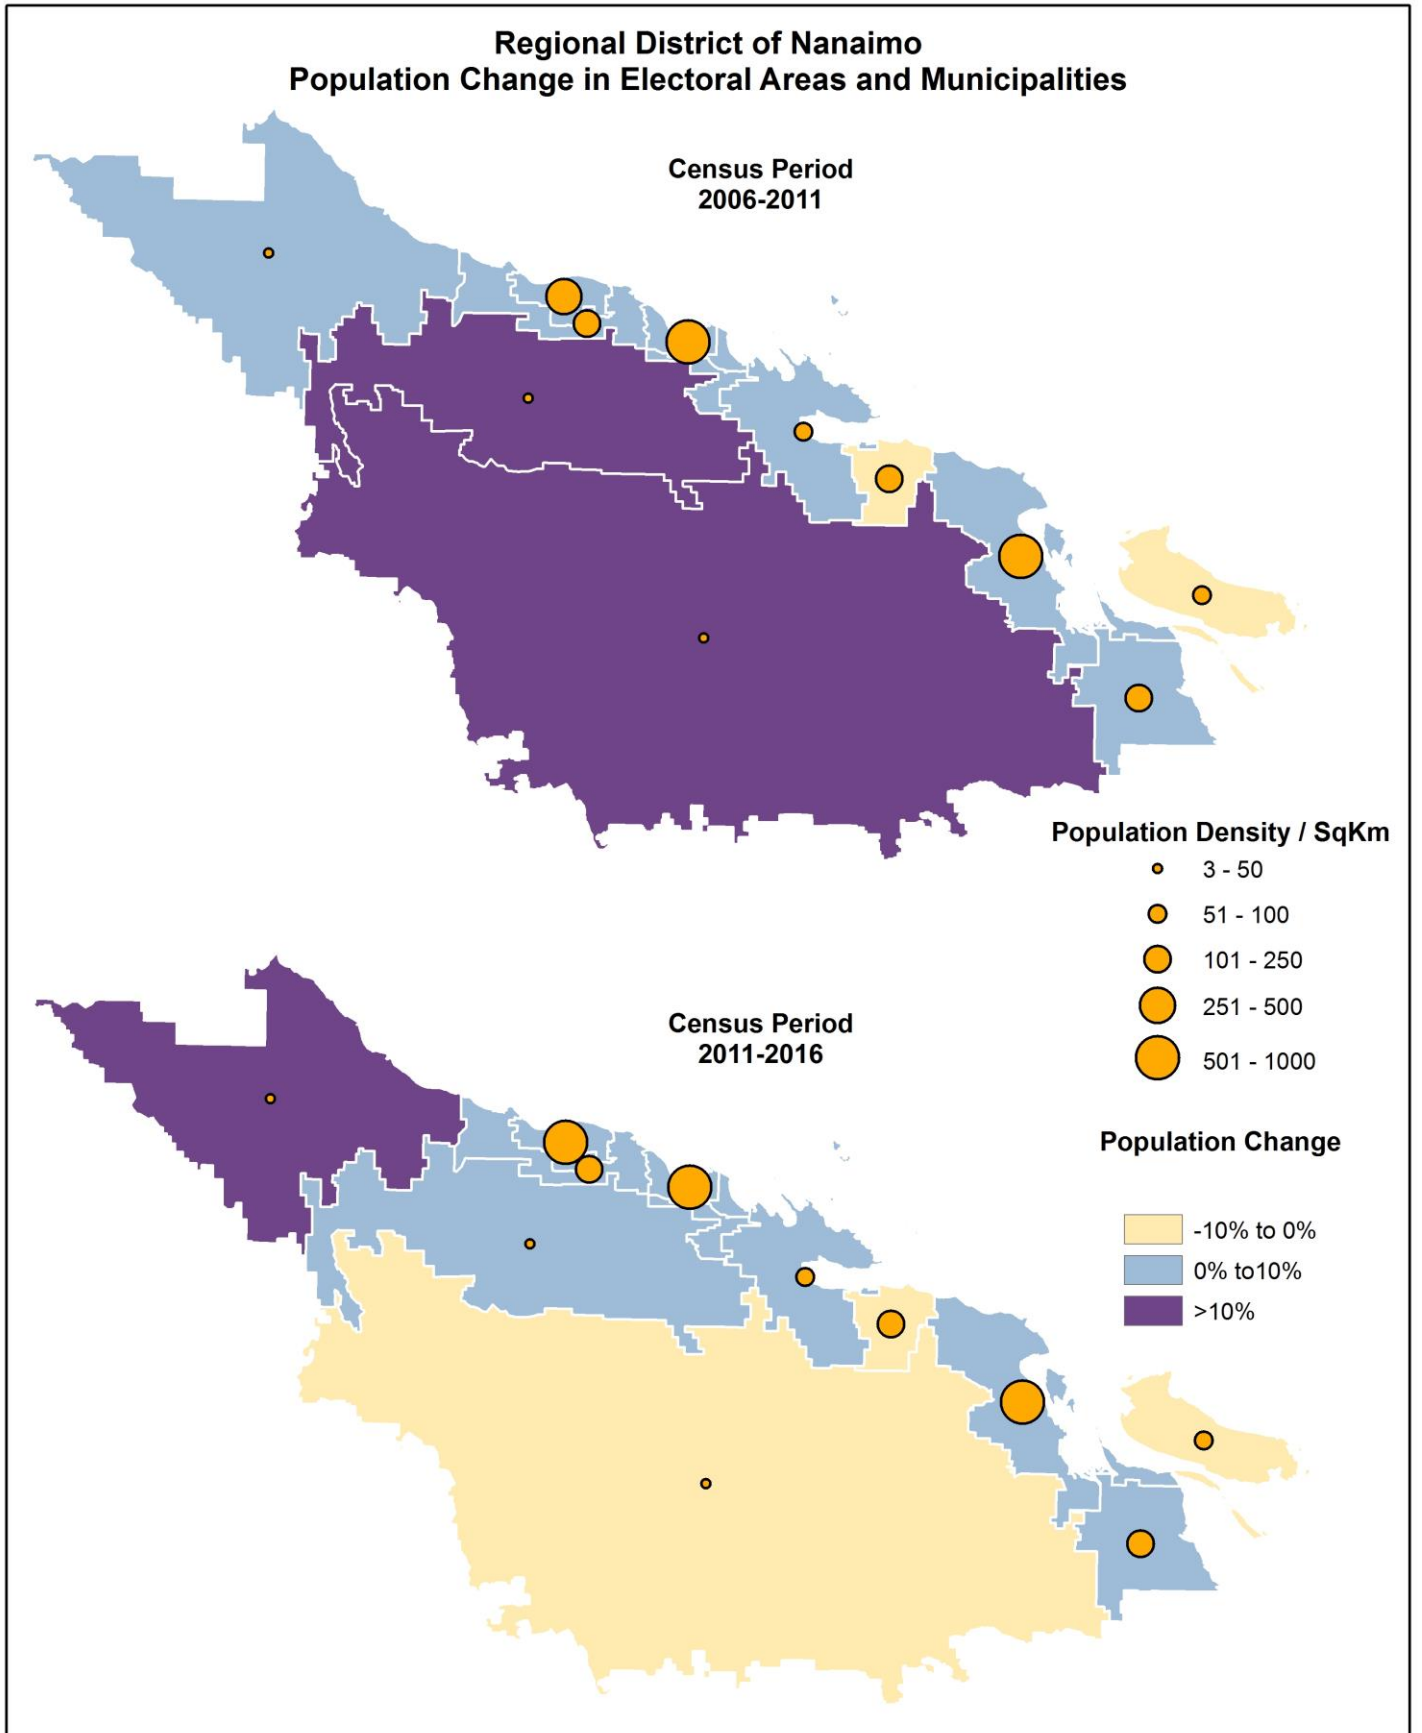 Regional District of Nanaimo
Population Change in Electoral Areas and Municipalities
Census Period
2006-2011
Population Density / SqKm
3 - 50
51 - 100
101 - 250
251 - 500
501 - 1000
Census Period
2011-2016
Population Change
-10% to 0%
0% to10%
>10%